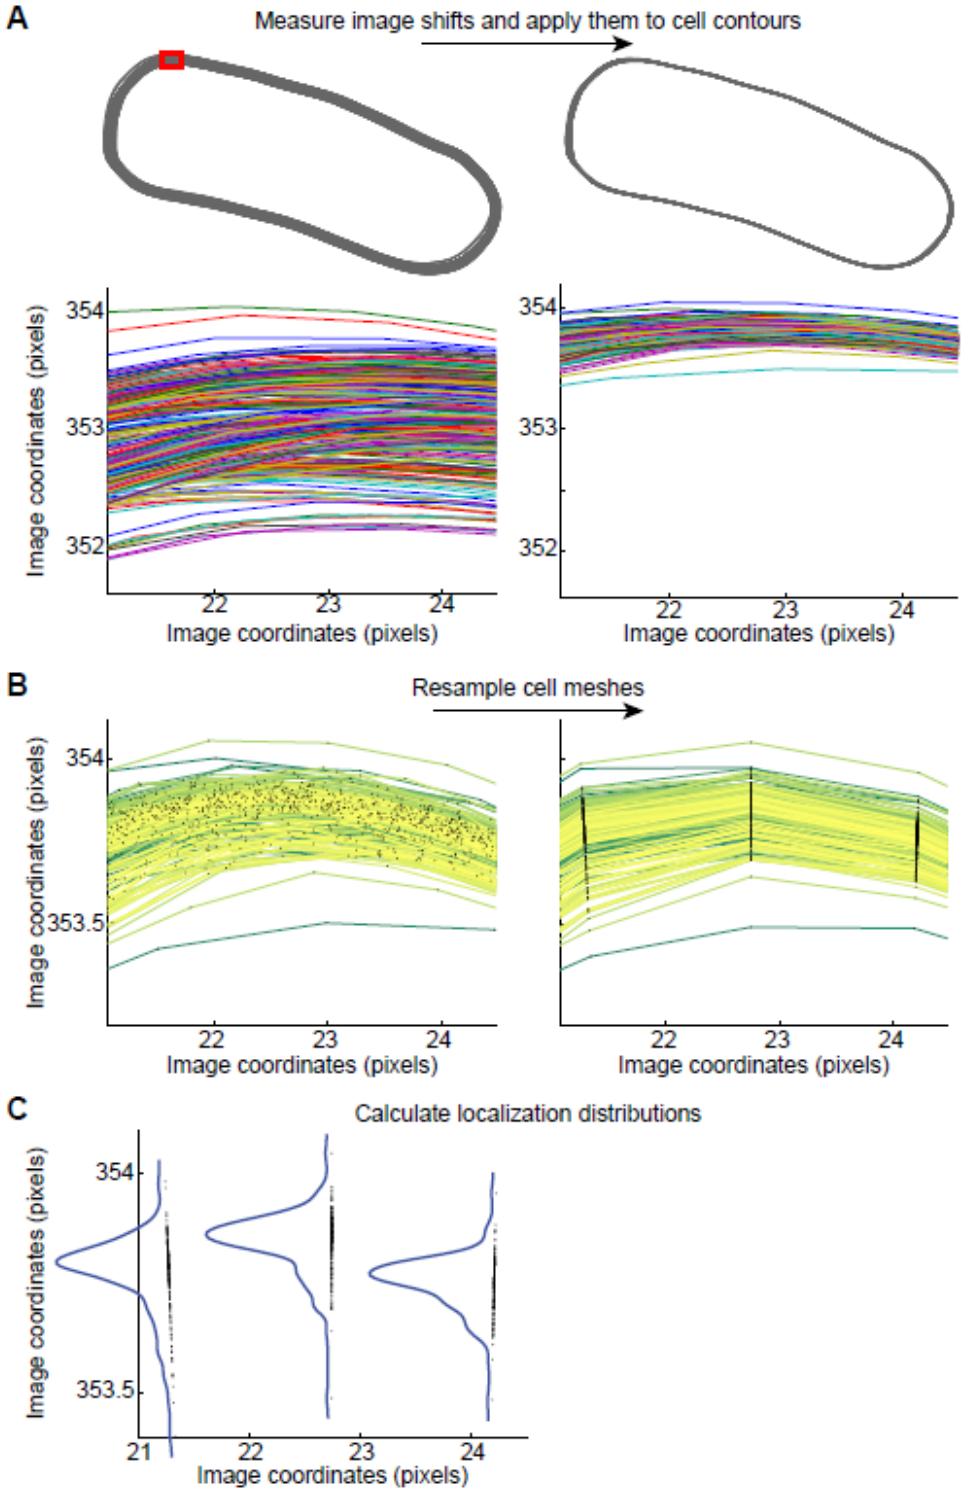 A
Measure image shifts and apply them to cell contours
354
353
352
22 23 24
Image coordinates (pixels)
Image coordinates (pixels)
354
353
352
22 23 24
Image coordinates (pixels)
B
Resample cell meshes
354
353.5
22 23 24
Image coordinates (pixels)
Image coordinates (pixels)
22 23 24
Image coordinates (pixels)
C
Calculate localization distributions
354
353.5
21 22 23 24
Image coordinates (pixels)
Image coordinates (pixels)